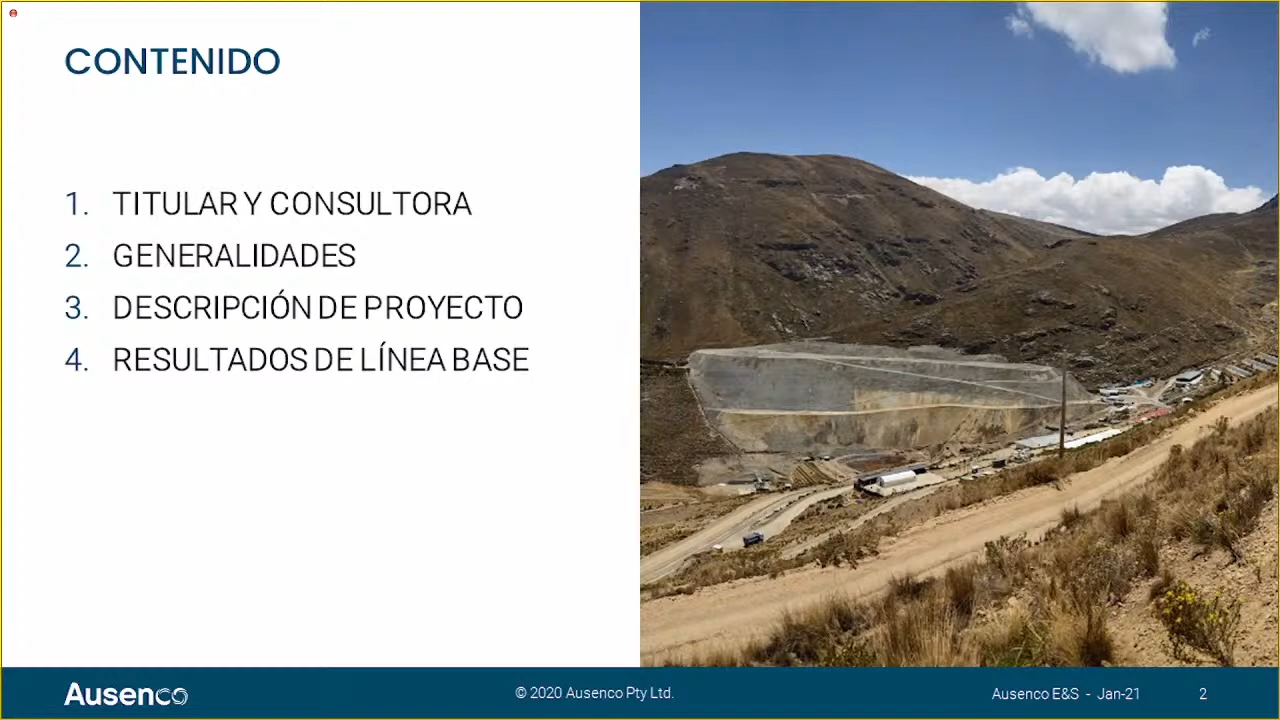 CONTENIDO
1. TITULAR Y CONSULTORA
2. GENERALIDADES
3. DESCRIPCIÓN DE PROYECTO
4. RESULTADOS DE LÍNEA BASE
Ausenco
© 2020 Ausenco Pty Ltd.
Ausenco E&S - Jan-21
2